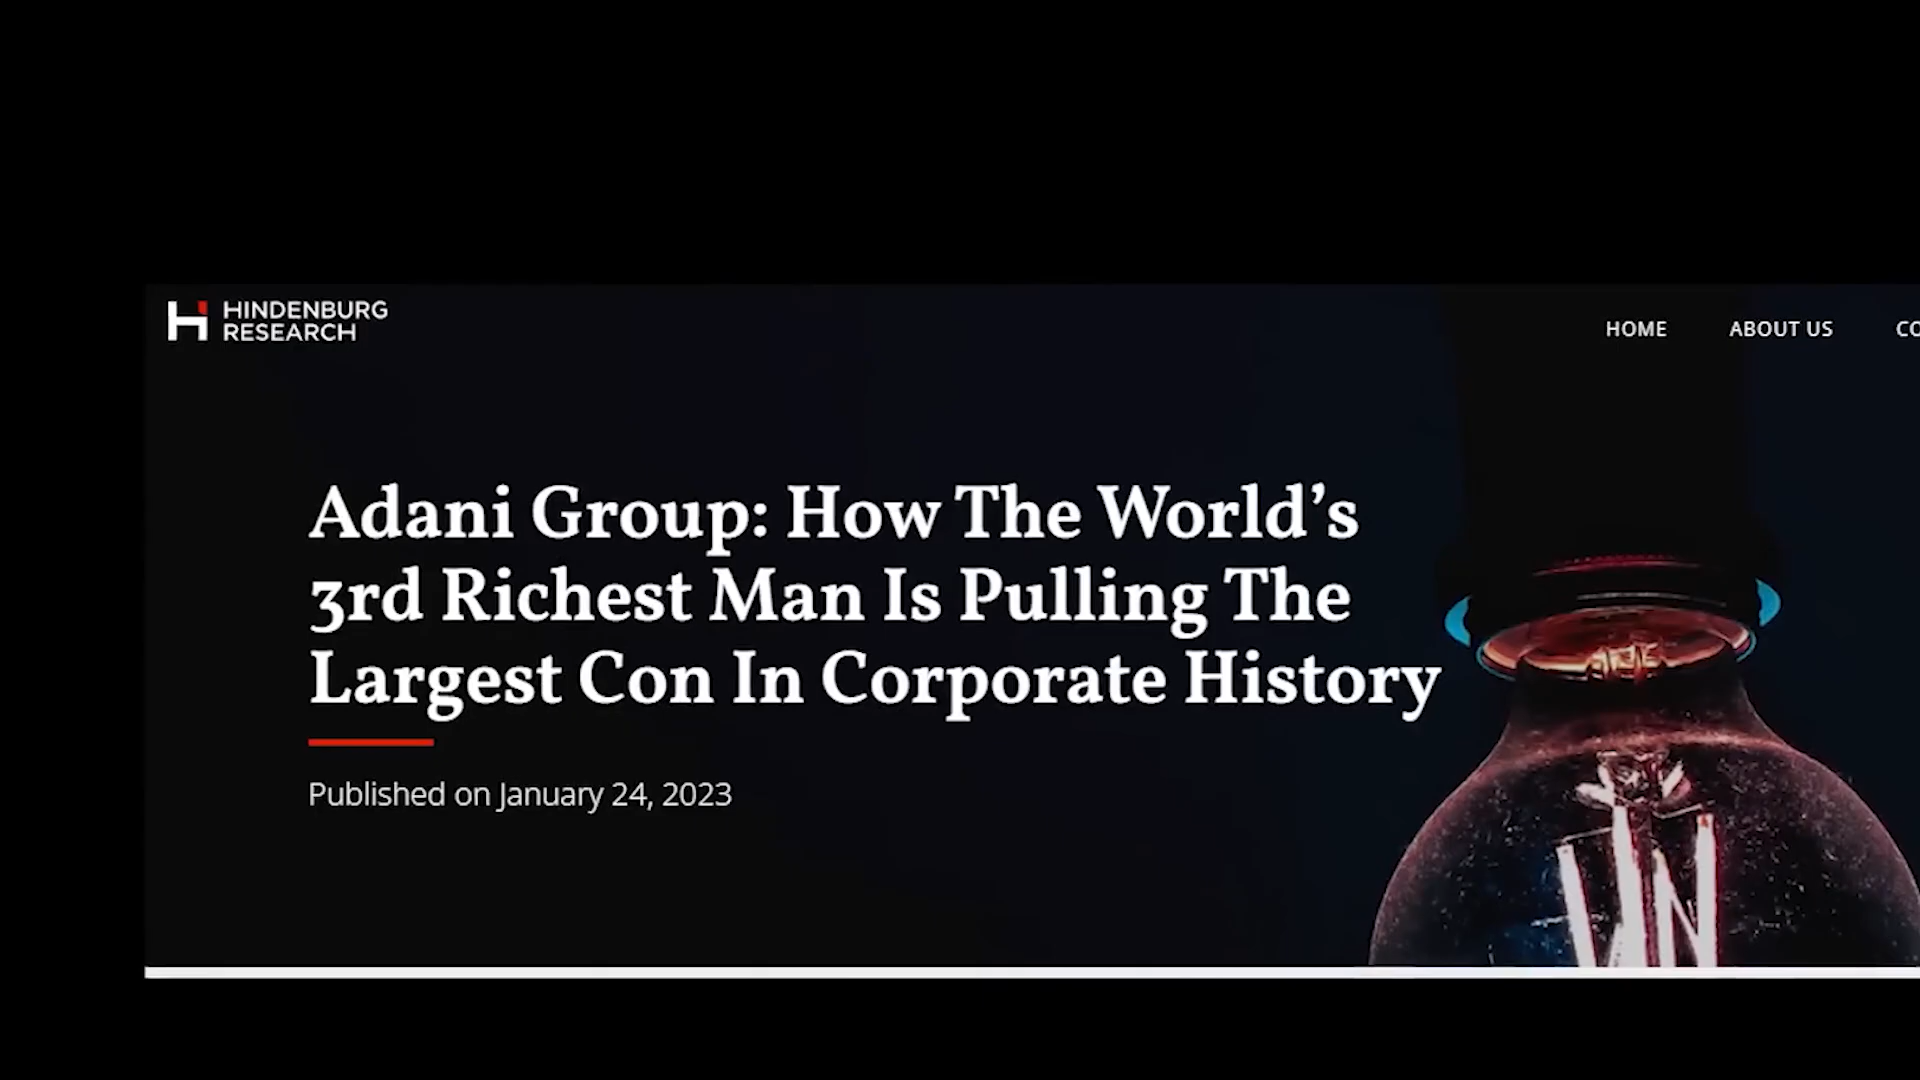 HINDENBURG
RESEARCH
HOME ABOUT US
Adani Group: How The World’s
3rd Richest Man Is Pulling The
Largest Con In Corporate History
Published on January 24, 2023